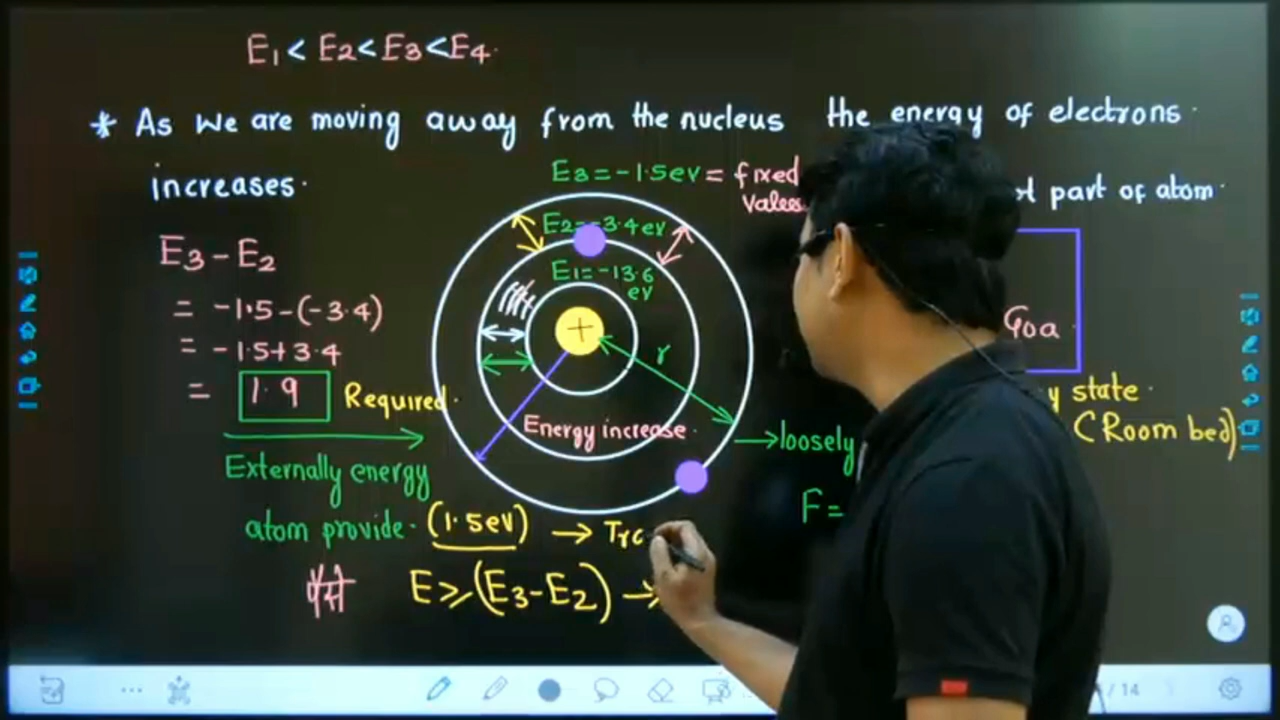 E1 < E2 < E3 < E4.
* As we are moving away from the nucleus the energy of electrons.
increases.
part of atom.
E3 = -1.5ev = fixed
values
E2 = -3.4ev
E1 = -13.6
ev
E3 - E2
= -1.5 - (-3.4)
= -1.5 + 3.4
= 1.9 Required.
+
r
Energy increase.
→ loosely
F =
Goa
state.
(Room bed)
Externally energy
atom provide. (1.5ev) →
E ≥ (E3 - E2) →
/ 14